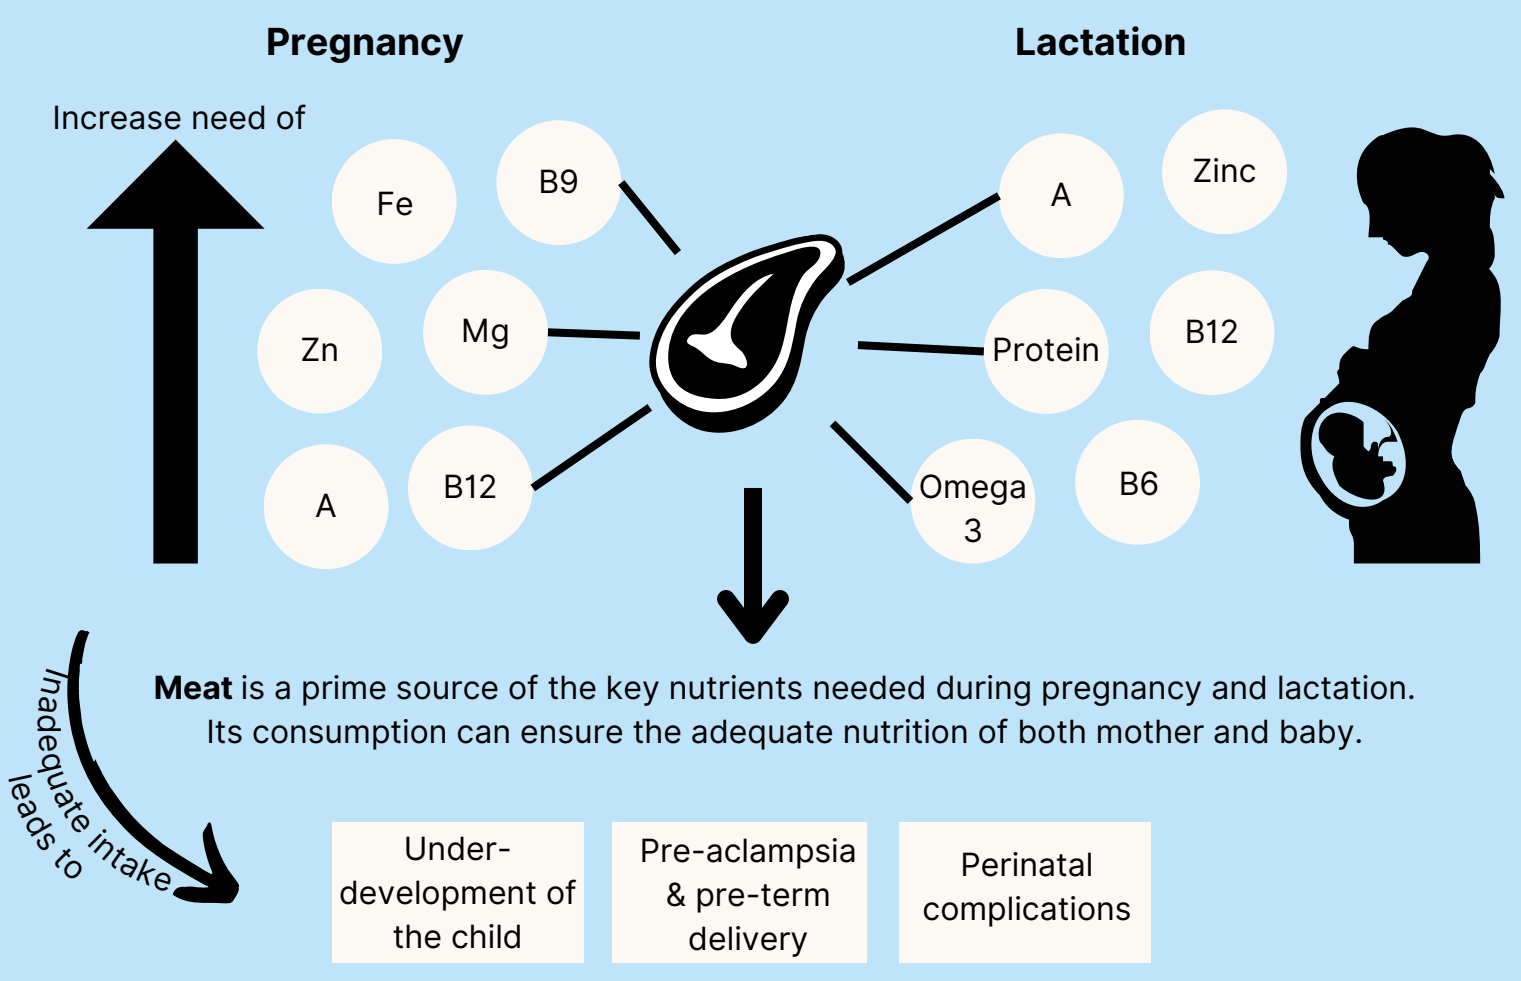 Pregnancy
Lactation
Increase need of
Fe
B9
Zn
Mg
A
B12
A
Zinc
Protein
B12
Omega
3
B6
Meat is a prime source of the key nutrients needed during pregnancy and lactation.
Its consumption can ensure the adequate nutrition of both mother and baby.
Inadequate intake
leads to
Under-
development of
the child
Pre-aclampsia
& pre-term
delivery
Perinatal
complications